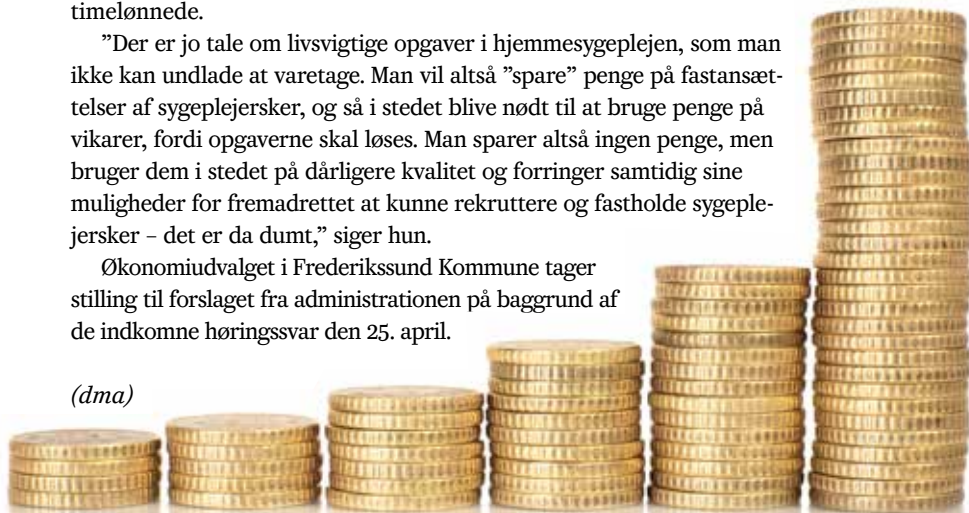 timelønnede.
”Der er jo tale om livsvigtige opgaver i hjemmesygeplejen, som man
ikke kan undlade at varetage. Man vil altså ”spare” penge på fastansæt-
telser af sygeplejersker, og så i stedet blive nødt til at bruge penge på
vikarer, fordi opgaverne skal løses. Man sparer altså ingen penge, men
bruger dem i stedet på dårligere kvalitet og forringer samtidig sine
muligheder for fremadrettet at kunne rekruttere og fastholde sygeple-
jersker – det er da dumt,” siger hun.
Økonomiudvalget i Frederikssund Kommune tager
stilling til forslaget fra administrationen på baggrund af
de indkomne høringssvar den 25. april.
(dma)